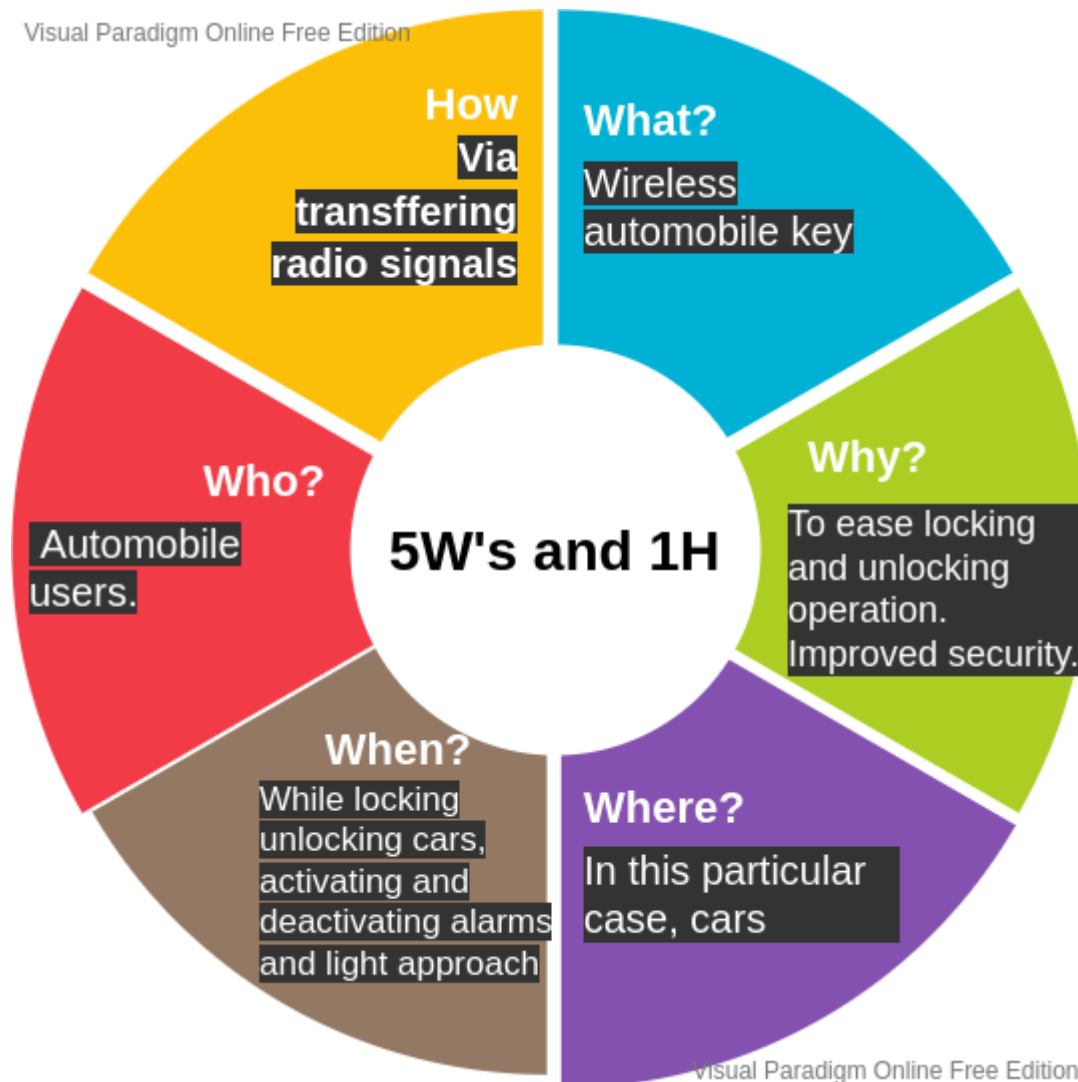 Visual Paradigm Online Free Edition
How
Via
transffering
radio signals
What?
Wireless
automobile key
Why?
To ease locking
and unlocking
operation.
Improved security.
Who?
Automobile
users.
5W's and 1H
When?
While locking
unlocking cars,
activating and
deactivating alarms
and light approach
Where?
In this particular
case, cars
Visual Paradigm Online Free Edition